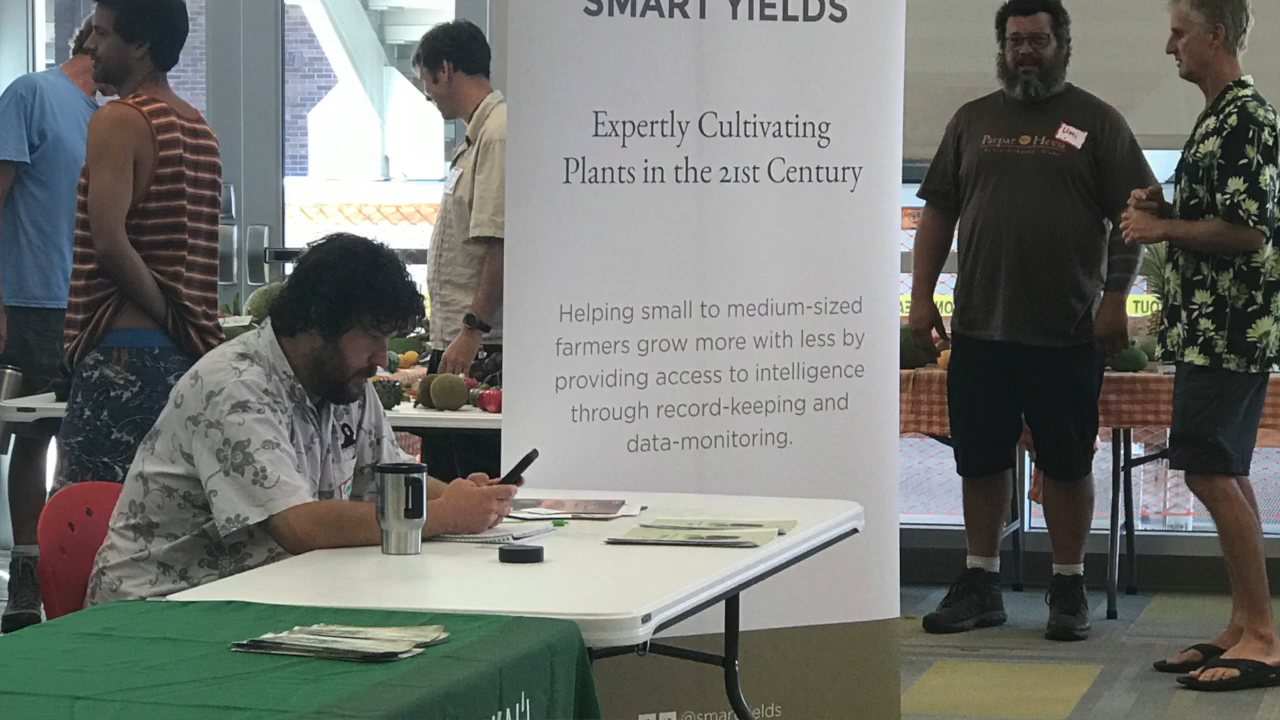 SMART YIELDS
Expertly Cultivating
Plants in the 21st Century
Helping small to medium-sized
farmers grow more with less by
providing access to intelligence
through record-keeping and
data-monitoring.
@smartyields